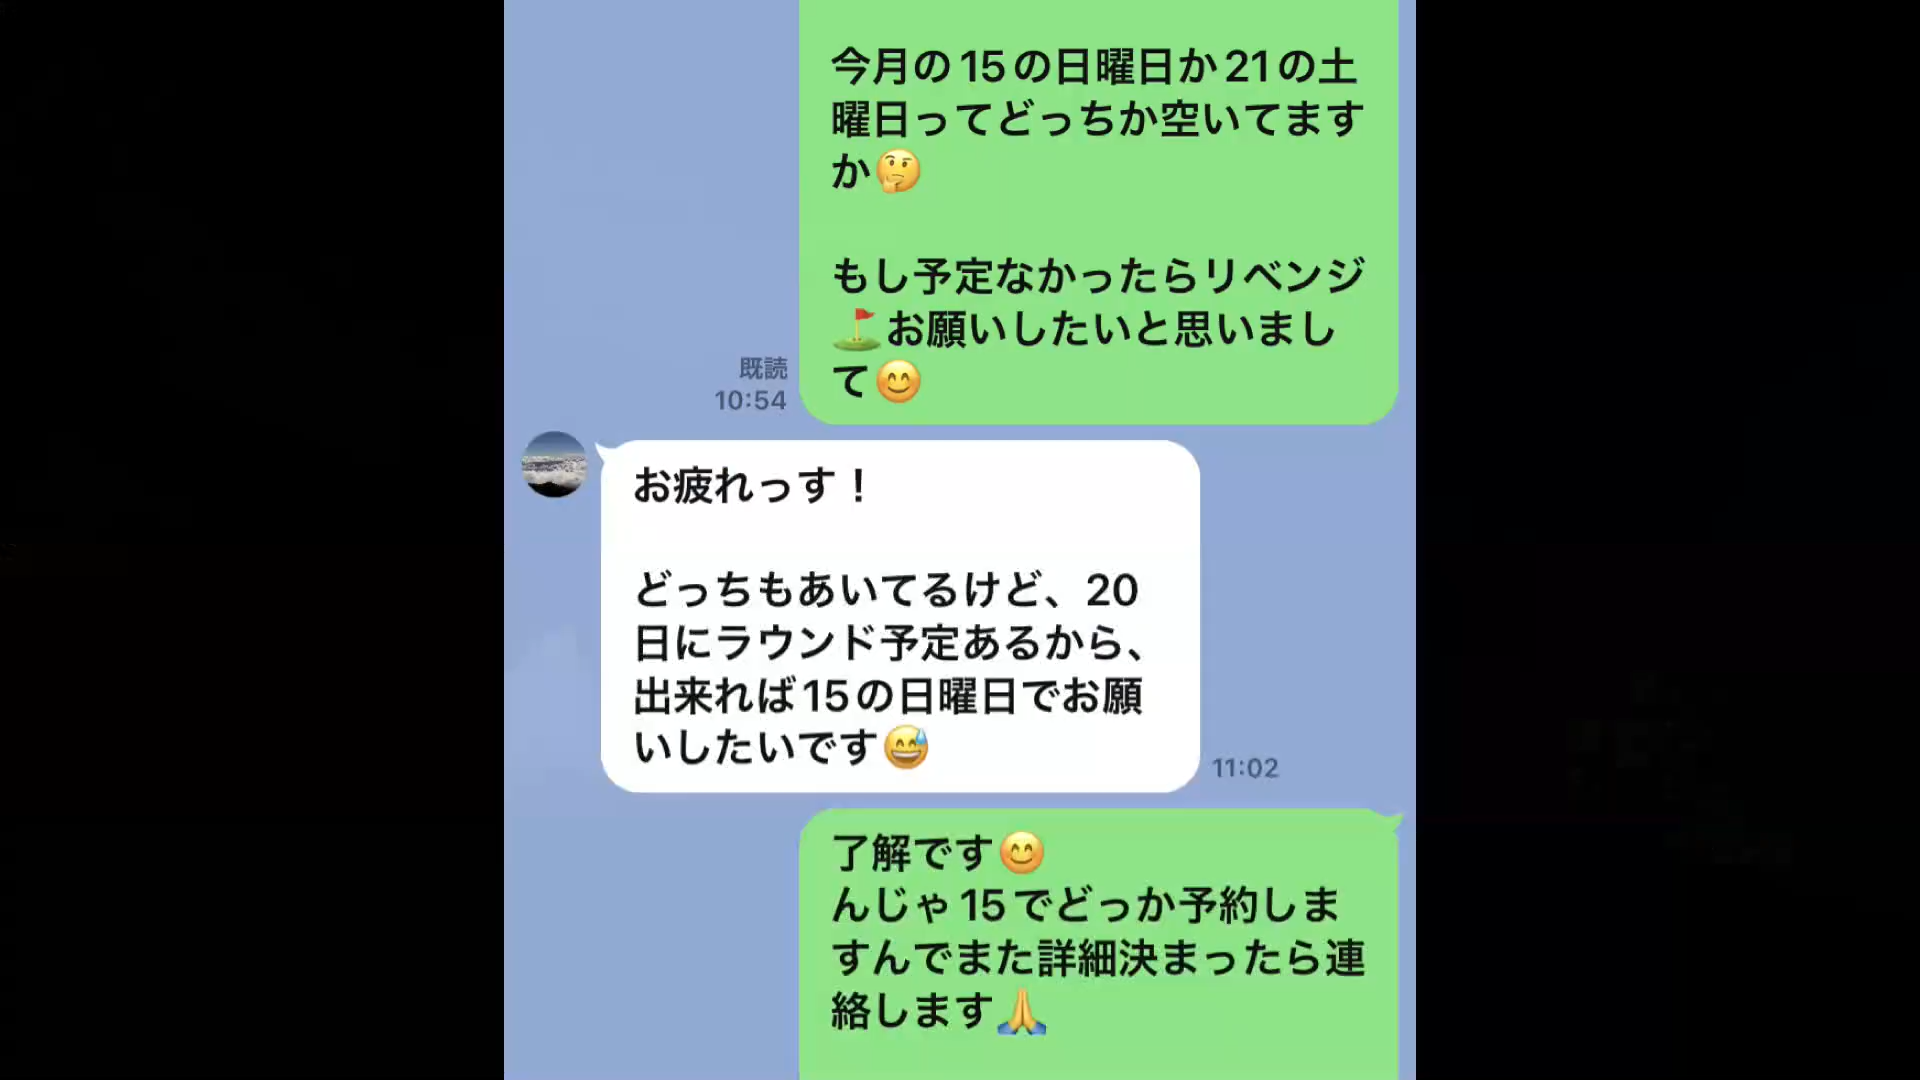 今月の15の日曜日か21の土
曜日ってどっちか空いてます
か🤔
もし予定なかったらリベンジ
⛳お願いしたいと思いまし
て😊
既読
10:54
お疲れっす！
どっちもあいてるけど、20
日にラウンド予定あるから、
出来れば15の日曜日でお願
いしたいです😅
11:02
了解です😊
んじゃ15でどっか予約しま
すんでまた詳細決まったら連
絡します🙏